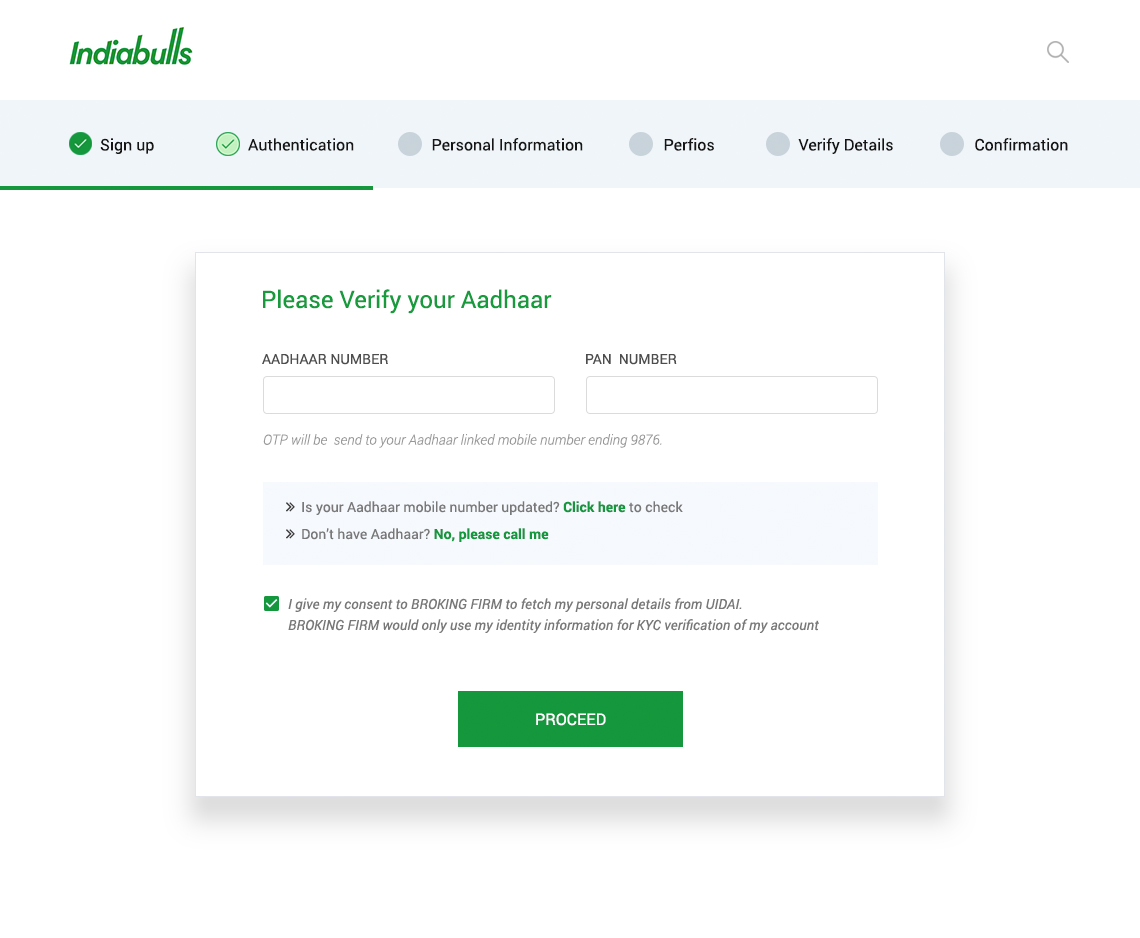 Indiabulls
Sign up Authentication Personal Information Perfios Verify Details Confirmation
Please Verify your Aadhaar
AADHAAR NUMBER PAN NUMBER
OTP will be send to your Aadhaar linked mobile number ending 9876.
Is your Aadhaar mobile number updated? Click here to check
Don't have Aadhaar? No, please call me
I give my consent to BROKING FIRM to fetch my personal details from UIDAI.
BROKING FIRM would only use my identity information for KYC verification of my account
PROCEED